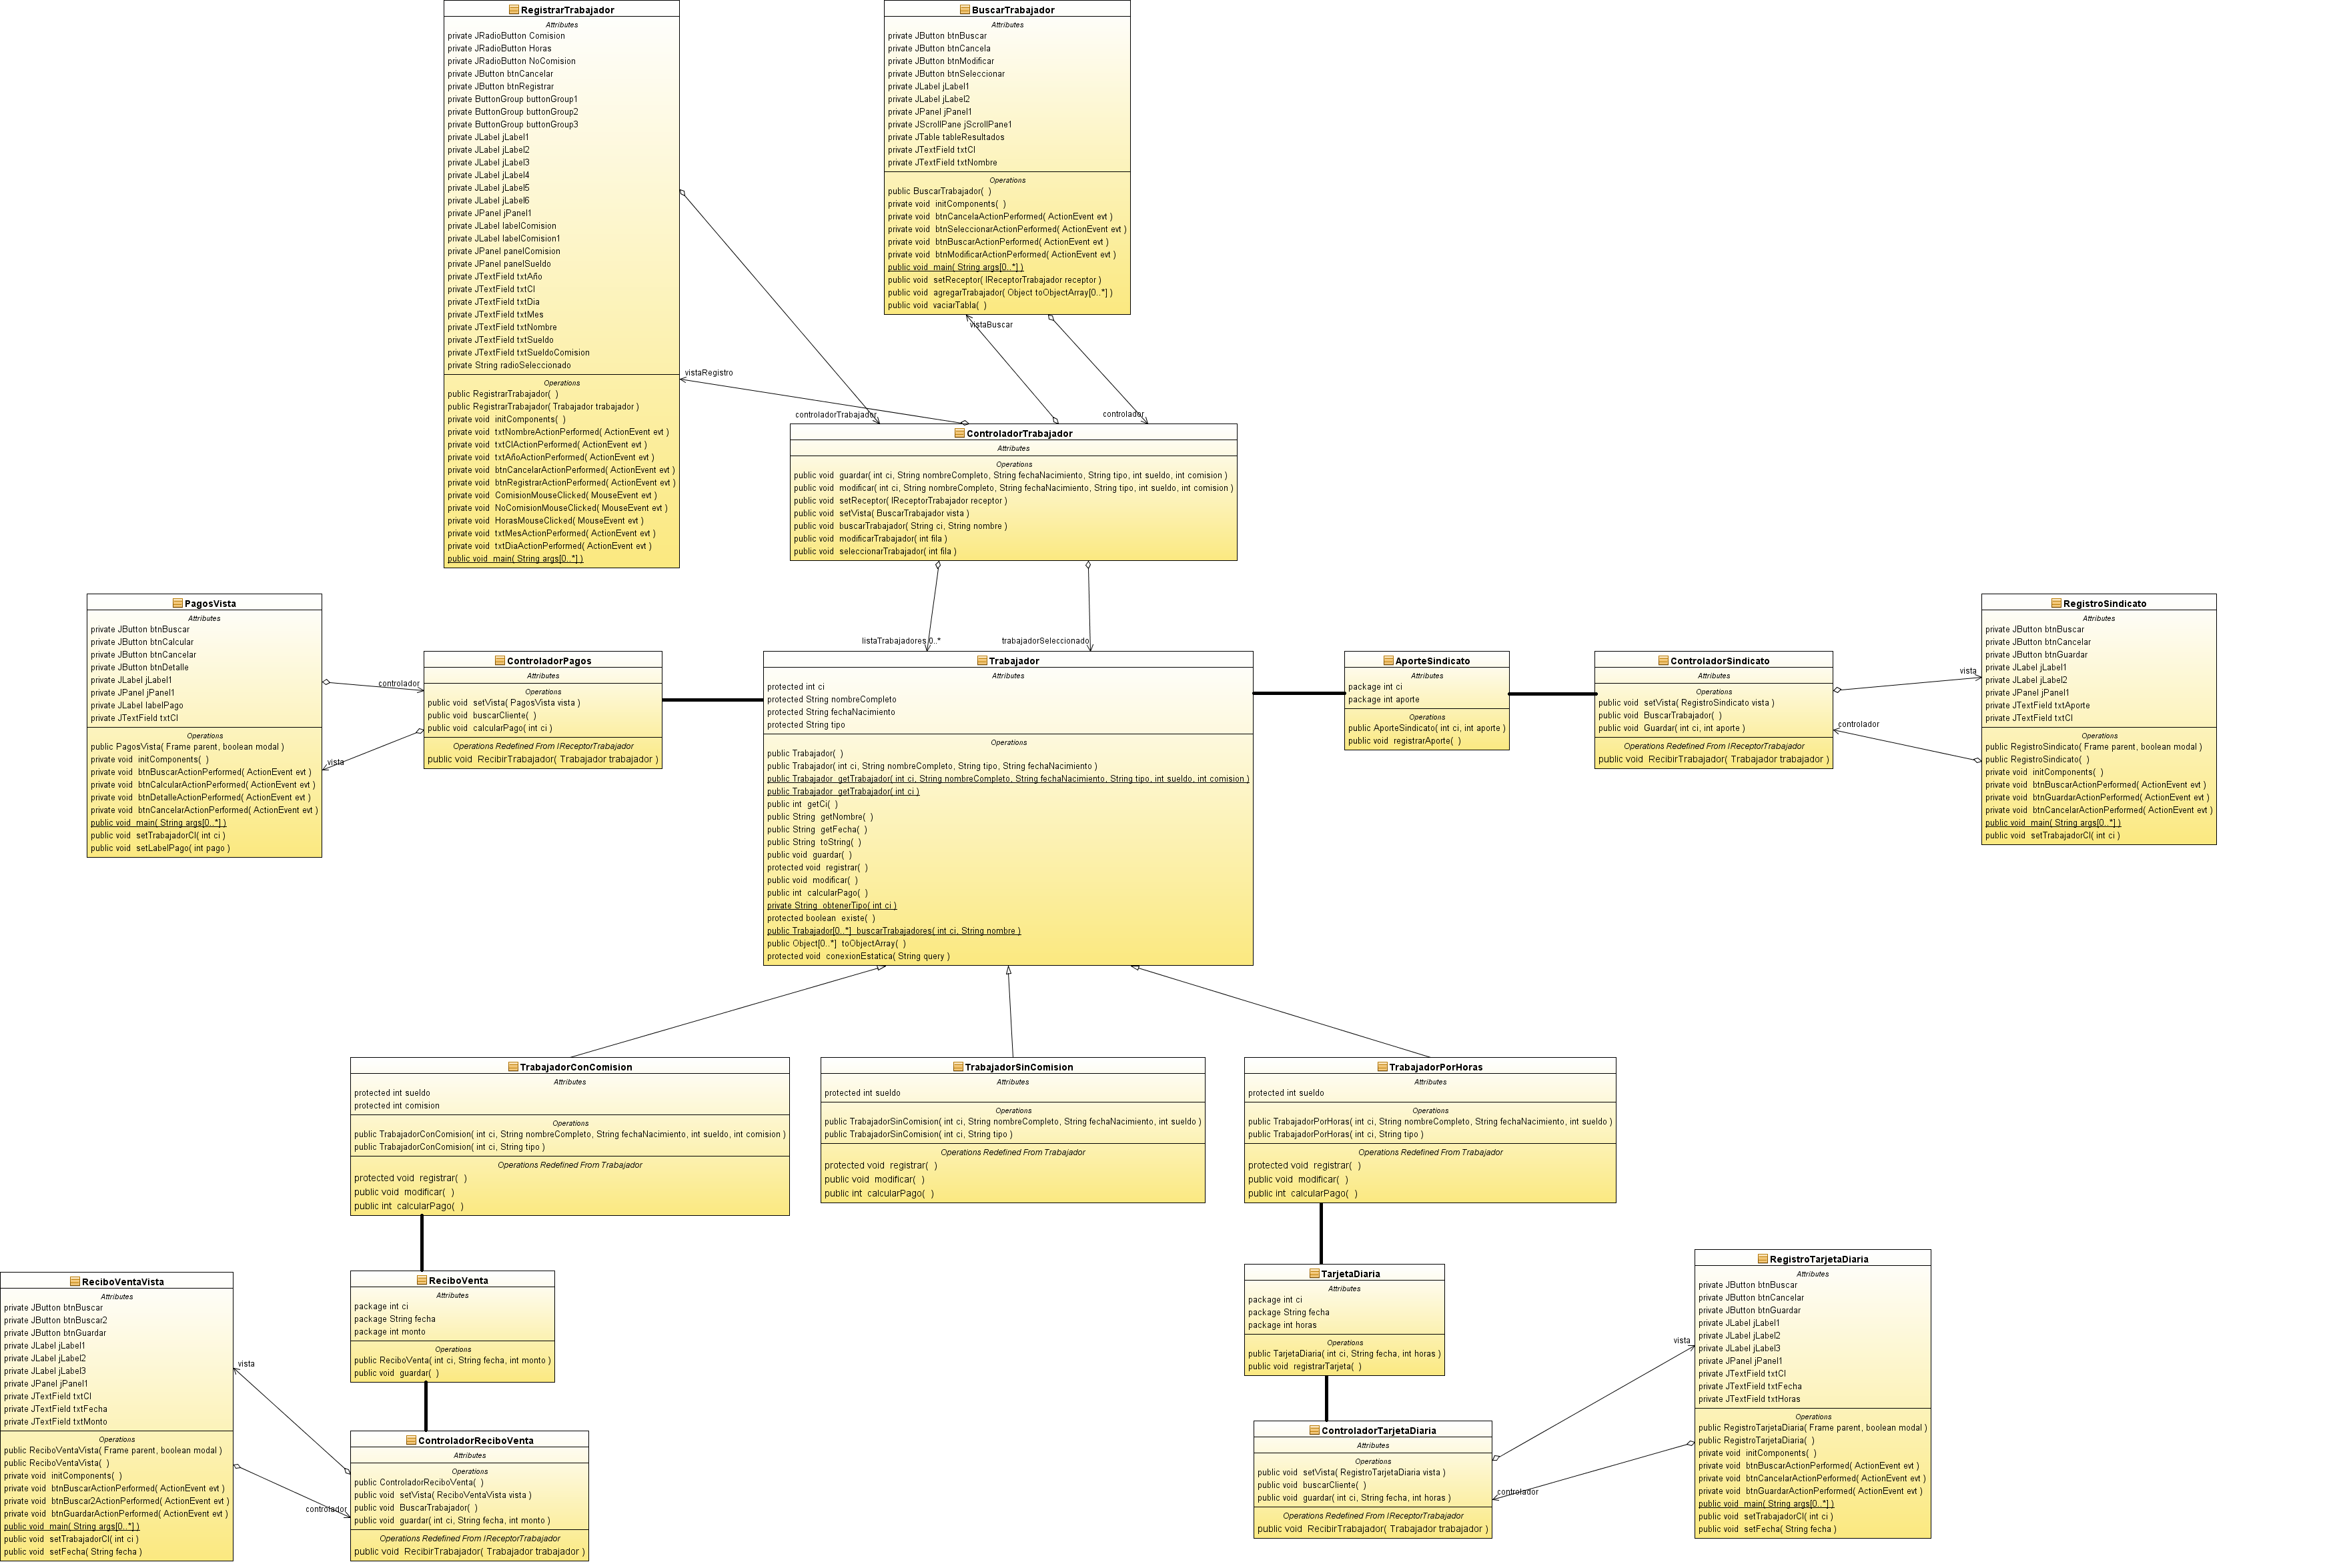 RegistrarTrabajador
Attributes
private JRadioButton Comision
private JRadioButton Horas
private JRadioButton NoComision
private JButton btnCancelar
private JButton btnRegistrar
private ButtonGroup buttonGroup1
private ButtonGroup buttonGroup2
private ButtonGroup buttonGroup3
private JLabel jLabel1
private JLabel jLabel2
private JLabel jLabel3
private JLabel jLabel4
private JLabel jLabel5
private JLabel jLabel6
private JPanel jPanel1
private JLabel labelComision
private JLabel labelComision1
private JPanel panelComision
private JPanel panelSueldo
private JTextField txtAño
private JTextField txtCI
private JTextField txtDia
private JTextField txtMes
private JTextField txtNombre
private JTextField txtSueldo
private JTextField txtSueldoComision
private String radioSeleccionado
Operations
public RegistrarTrabajador( )
public RegistrarTrabajador( Trabajador trabajador )
private void initComponents( )
private void txtNombreActionPerformed( ActionEvent evt )
private void txtCIActionPerformed( ActionEvent evt )
private void txtAñoActionPerformed( ActionEvent evt )
private void btnCancelarActionPerformed( ActionEvent evt )
private void btnRegistrarActionPerformed( ActionEvent evt )
private void ComisionMouseClicked( MouseEvent evt )
private void NoComisionMouseClicked( MouseEvent evt )
private void HorasMouseClicked( MouseEvent evt )
private void txtMesActionPerformed( ActionEvent evt )
private void txtDiaActionPerformed( ActionEvent evt )
public void main( String args[0..*] )
BuscarTrabajador
Attributes
private JButton btnBuscar
private JButton btnCancela
private JButton btnModificar
private JButton btnSeleccionar
private JLabel jLabel1
private JLabel jLabel2
private JPanel jPanel1
private JScrollPane jScrollPane1
private JTable tableResultados
private JTextField txtCI
private JTextField txtNombre
Operations
public BuscarTrabajador( )
private void initComponents( )
private void btnCancelaActionPerformed( ActionEvent evt )
private void btnSeleccionarActionPerformed( ActionEvent evt )
private void btnBuscarActionPerformed( ActionEvent evt )
private void btnModificarActionPerformed( ActionEvent evt )
public void main( String args[0..*] )
public void setReceptor( IReceptorTrabajador receptor )
public void agregarTrabajador( Object toObjectArray[0..*] )
public void vaciarTabla( )
vistaBuscar
vistaRegistro
controladorTrabajador
controlador
ControladorTrabajador
Attributes
Operations
public void guardar( int ci, String nombreCompleto, String fechaNacimiento, String tipo, int sueldo, int comision )
public void modificar( int ci, String nombreCompleto, String fechaNacimiento, String tipo, int sueldo, int comision )
public void setReceptor( IReceptorTrabajador receptor )
public void setVista( BuscarTrabajador vista )
public void buscarTrabajador( String ci, String nombre )
public void modificarTrabajador( int fila )
public void seleccionarTrabajador( int fila )
listaTrabajadores 0..*
trabajadorSeleccionado
PagosVista
Attributes
private JButton btnBuscar
private JButton btnCalcular
private JButton btnCancelar
private JButton btnDetalle
private JLabel jLabel1
private JPanel jPanel1
private JLabel labelPago
private JTextField txtCI
Operations
public PagosVista( Frame parent, boolean modal )
private void initComponents( )
private void btnBuscarActionPerformed( ActionEvent evt )
private void btnCalcularActionPerformed( ActionEvent evt )
private void btnDetalleActionPerformed( ActionEvent evt )
private void btnCancelarActionPerformed( ActionEvent evt )
public void main( String args[0..*] )
public void setTrabajadorCI( int ci )
public void setLabelPago( int pago )
controlador
vista
ControladorPagos
Attributes
Operations
public void setVista( PagosVista vista )
public void buscarCliente( )
public void calcularPago( int ci )
Operations Redefined From IReceptorTrabajador
public void RecibirTrabajador( Trabajador trabajador )
Trabajador
Attributes
protected int ci
protected String nombreCompleto
protected String fechaNacimiento
protected String tipo
Operations
public Trabajador( )
public Trabajador( int ci, String nombreCompleto, String tipo, String fechaNacimiento )
public Trabajador getTrabajador( int ci, String nombreCompleto, String fechaNacimiento, String tipo, int sueldo, int comision )
public Trabajador getTrabajador( int ci )
public int getCi( )
public String getNombre( )
public String getFecha( )
public String toString( )
public void guardar( )
protected void registrar( )
public void modificar( )
public int calcularPago( )
private String obtenerTipo( int ci )
protected boolean existe( )
public Trabajador[0..*] buscarTrabajadores( int ci, String nombre )
public Object[0..*] toObjectArray( )
protected void conexionEstatica( String query )
AporteSindicato
Attributes
package int ci
package int aporte
Operations
public AporteSindicato( int ci, int aporte )
public void registrarAporte( )
ControladorSindicato
Attributes
Operations
public void setVista( RegistroSindicato vista )
public void BuscarTrabajador( )
public void Guardar( int ci, int aporte )
Operations Redefined From IReceptorTrabajador
public void RecibirTrabajador( Trabajador trabajador )
vista
controlador
RegistroSindicato
Attributes
private JButton btnBuscar
private JButton btnCancelar
private JButton btnGuardar
private JLabel jLabel1
private JLabel jLabel2
private JPanel jPanel1
private JTextField txtAporte
private JTextField txtCI
Operations
public RegistroSindicato( Frame parent, boolean modal )
public RegistroSindicato( )
private void initComponents( )
private void btnBuscarActionPerformed( ActionEvent evt )
private void btnGuardarActionPerformed( ActionEvent evt )
private void btnCancelarActionPerformed( ActionEvent evt )
public void main( String args[0..*] )
public void setTrabajadorCI( int ci )
TrabajadorConComision
Attributes
protected int sueldo
protected int comision
Operations
public TrabajadorConComision( int ci, String nombreCompleto, String fechaNacimiento, int sueldo, int comision )
public TrabajadorConComision( int ci, String tipo )
Operations Redefined From Trabajador
protected void registrar( )
public void modificar( )
public int calcularPago( )
TrabajadorSinComision
Attributes
protected int sueldo
Operations
public TrabajadorSinComision( int ci, String nombreCompleto, String fechaNacimiento, int sueldo )
public TrabajadorSinComision( int ci, String tipo )
Operations Redefined From Trabajador
protected void registrar( )
public void modificar( )
public int calcularPago( )
TrabajadorPorHoras
Attributes
protected int sueldo
Operations
public TrabajadorPorHoras( int ci, String nombreCompleto, String fechaNacimiento, int sueldo )
public TrabajadorPorHoras( int ci, String tipo )
Operations Redefined From Trabajador
protected void registrar( )
public void modificar( )
public int calcularPago( )
ReciboVentaVista
Attributes
private JButton btnBuscar
private JButton btnBuscar2
private JButton btnGuardar
private JLabel jLabel1
private JLabel jLabel2
private JLabel jLabel3
private JPanel jPanel1
private JTextField txtCI
private JTextField txtFecha
private JTextField txtMonto
Operations
public ReciboVentaVista( Frame parent, boolean modal )
public ReciboVentaVista( )
private void initComponents( )
private void btnBuscarActionPerformed( ActionEvent evt )
private void btnBuscar2ActionPerformed( ActionEvent evt )
private void btnGuardarActionPerformed( ActionEvent evt )
public void main( String args[0..*] )
public void setTrabajadorCI( int ci )
public void setFecha( String fecha )
vista
controlador
ReciboVenta
Attributes
package int ci
package String fecha
package int monto
Operations
public ReciboVenta( int ci, String fecha, int monto )
public void guardar( )
ControladorReciboVenta
Attributes
Operations
public ControladorReciboVenta( )
public void setVista( ReciboVentaVista vista )
public void BuscarTrabajador( )
public void guardar( int ci, String fecha, int monto )
Operations Redefined From IReceptorTrabajador
public void RecibirTrabajador( Trabajador trabajador )
TarjetaDiaria
Attributes
package int ci
package String fecha
package int horas
Operations
public TarjetaDiaria( int ci, String fecha, int horas )
public void registrarTarjeta( )
ControladorTarjetaDiaria
Attributes
Operations
public void setVista( RegistroTarjetaDiaria vista )
public void buscarCliente( )
public void guardar( int ci, String fecha, int horas )
Operations Redefined From IReceptorTrabajador
public void RecibirTrabajador( Trabajador trabajador )
vista
controlador
RegistroTarjetaDiaria
Attributes
private JButton btnBuscar
private JButton btnCancelar
private JButton btnGuardar
private JLabel jLabel1
private JLabel jLabel2
private JLabel jLabel3
private JPanel jPanel1
private JTextField txtCI
private JTextField txtFecha
private JTextField txtHoras
Operations
public RegistroTarjetaDiaria( Frame parent, boolean modal )
public RegistroTarjetaDiaria( )
private void initComponents( )
private void btnBuscarActionPerformed( ActionEvent evt )
private void btnCancelarActionPerformed( ActionEvent evt )
private void btnGuardarActionPerformed( ActionEvent evt )
public void main( String args[0..*] )
public void setTrabajadorCI( int ci )
public void setFecha( String fecha )